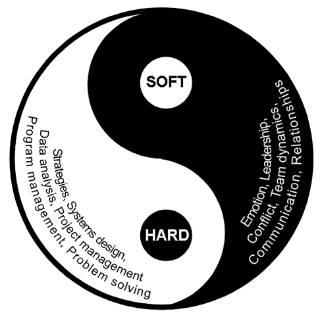 SOFT
HARD
Strategies, Systems design,
Data analysis, Project management
Program management, Problem solving
Emotion, Leadership,
Conflict, Team dynamics,
Communication, Relationships